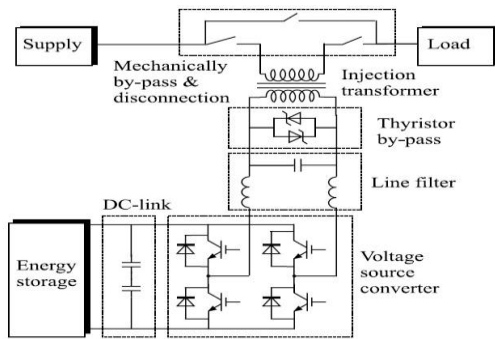 Supply
Load
Mechanically
by-pass &
disconnection
Injection
transformer
Thyristor
by-pass
Line filter
DC-link
Energy
storage
Voltage
source
converter